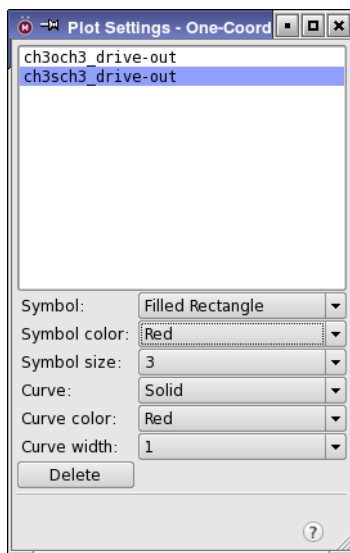 Plot Settings - One-Coord
ch3och3_drive-out
ch3sch3_drive-out
Symbol: Filled Rectangle
Symbol color: Red
Symbol size: 3
Curve: Solid
Curve color: Red
Curve width: 1
Delete
?